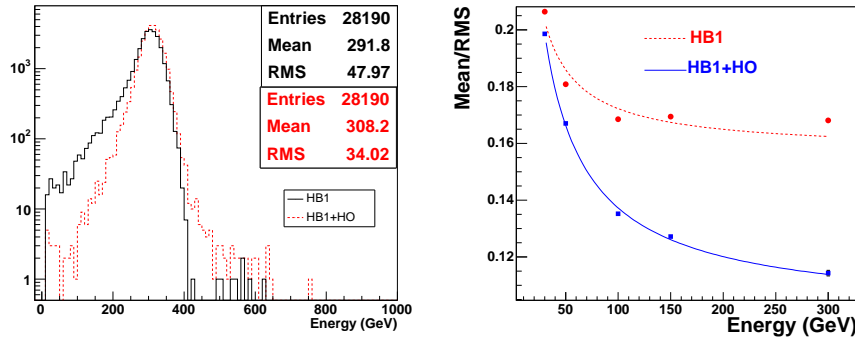 Entries 28190
Mean 291.8
RMS 47.97
Entries 28190
Mean 308.2
RMS 34.02
HB1
HB1+HO
10³
10²
10
1
0 200 400 600 800 1000
Energy (GeV)
HB1
HB1+HO
Mean/RMS
0.2
0.18
0.16
0.14
0.12
50 100 150 200 250 300
Energy (GeV)